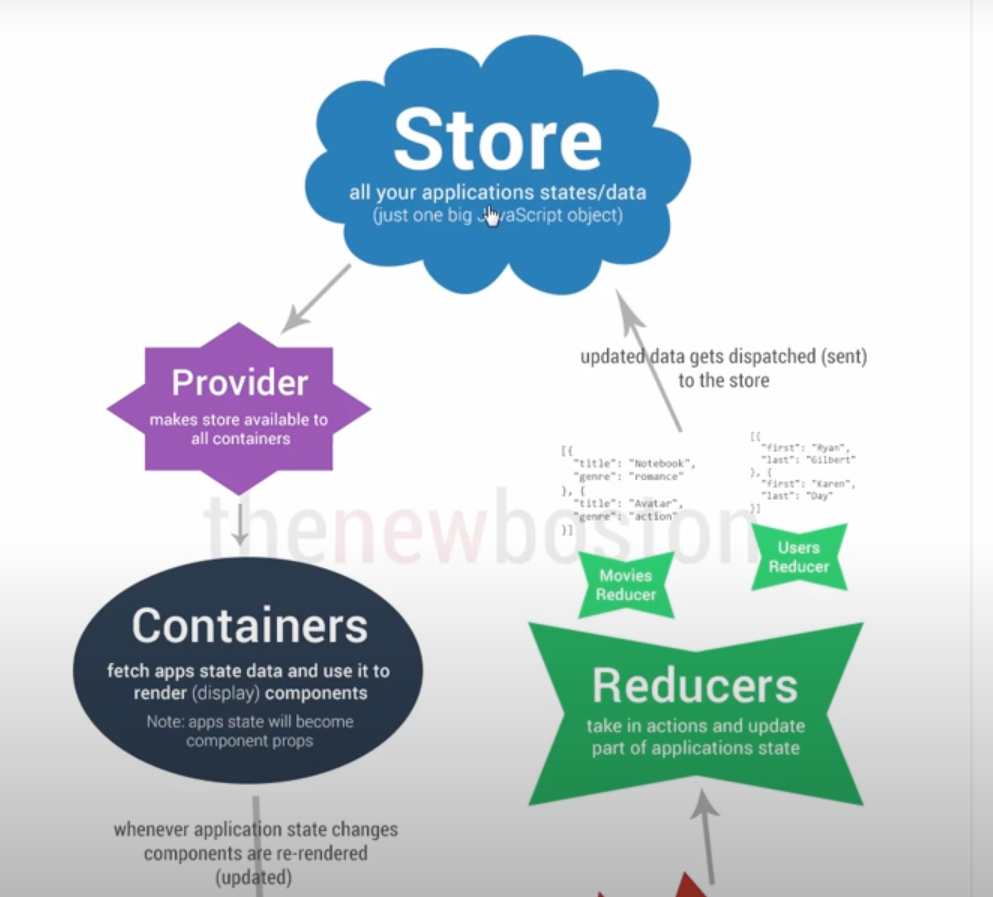 Store
all your applications states/data
(just one big JavaScript object)
updated data gets dispatched (sent)
to the store
Provider
makes store available to
all containers
[{
"title": "Notebook",
"genre": "romance"
}, {
"title": "Avatar",
"genre": "action"
}]
[{
"first": "Ryan",
"last": "Gilbert"
}, {
"first": "Karen",
"last": "Day"
}]
thenewboston
Movies
Reducer
Users
Reducer
Containers
fetch apps state data and use it to
render (display) components
Note: apps state will become
component props
Reducers
take in actions and update
part of applications state
whenever application state changes
components are re-rendered
(updated)